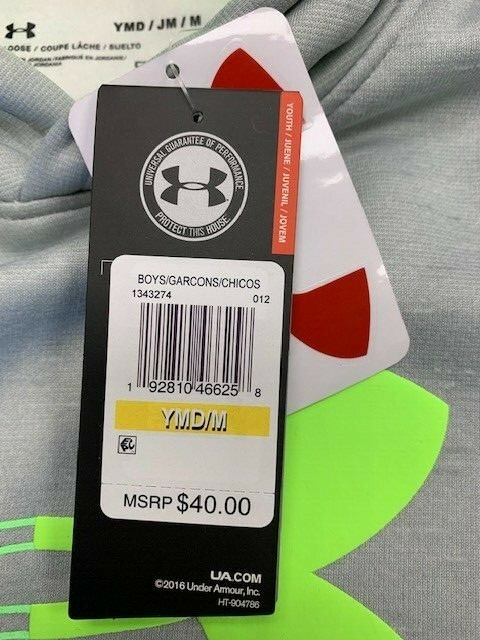 YMD / JM / M
OOSE / COUPE LÂCHE / SUELTO
YOUTH / JUENE / JUVENIL / JOVEM
UNIVERSAL GUARANTEE OF PERFORMANCE
PROTECT THIS HOUSE
BOYS/GARCONS/CHICOS
1343274 012
1 92810 46625 8
YMD/M
MSRP $40.00
UA.COM
©2016 Under Armour, Inc.
HT-904786